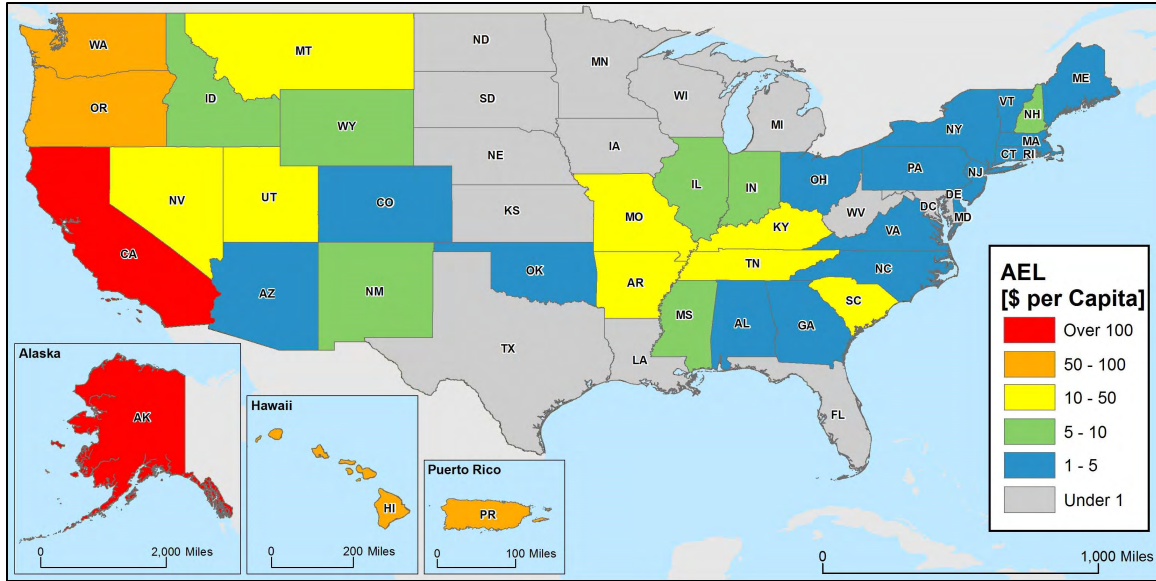 WA
MT
ND
MN
ME
OR
ID
SD
WI
MI
VT
NH
NY
WY
MA
CT RI
NE
IA
PA
NJ
NV
UT
CO
IL
IN
OH
DE
DC
MD
WV
KS
MO
KY
VA
CA
AZ
NM
OK
AR
TN
NC
SC
MS
AL
GA
TX
LA
FL
AEL
[$ per Capita]
Over 100
50 - 100
10 - 50
5 - 10
1 - 5
Under 1
Alaska
AK
0 2,000 Miles
Hawaii
HI
0 200 Miles
Puerto Rico
PR
0 100 Miles
0 1,000 Miles